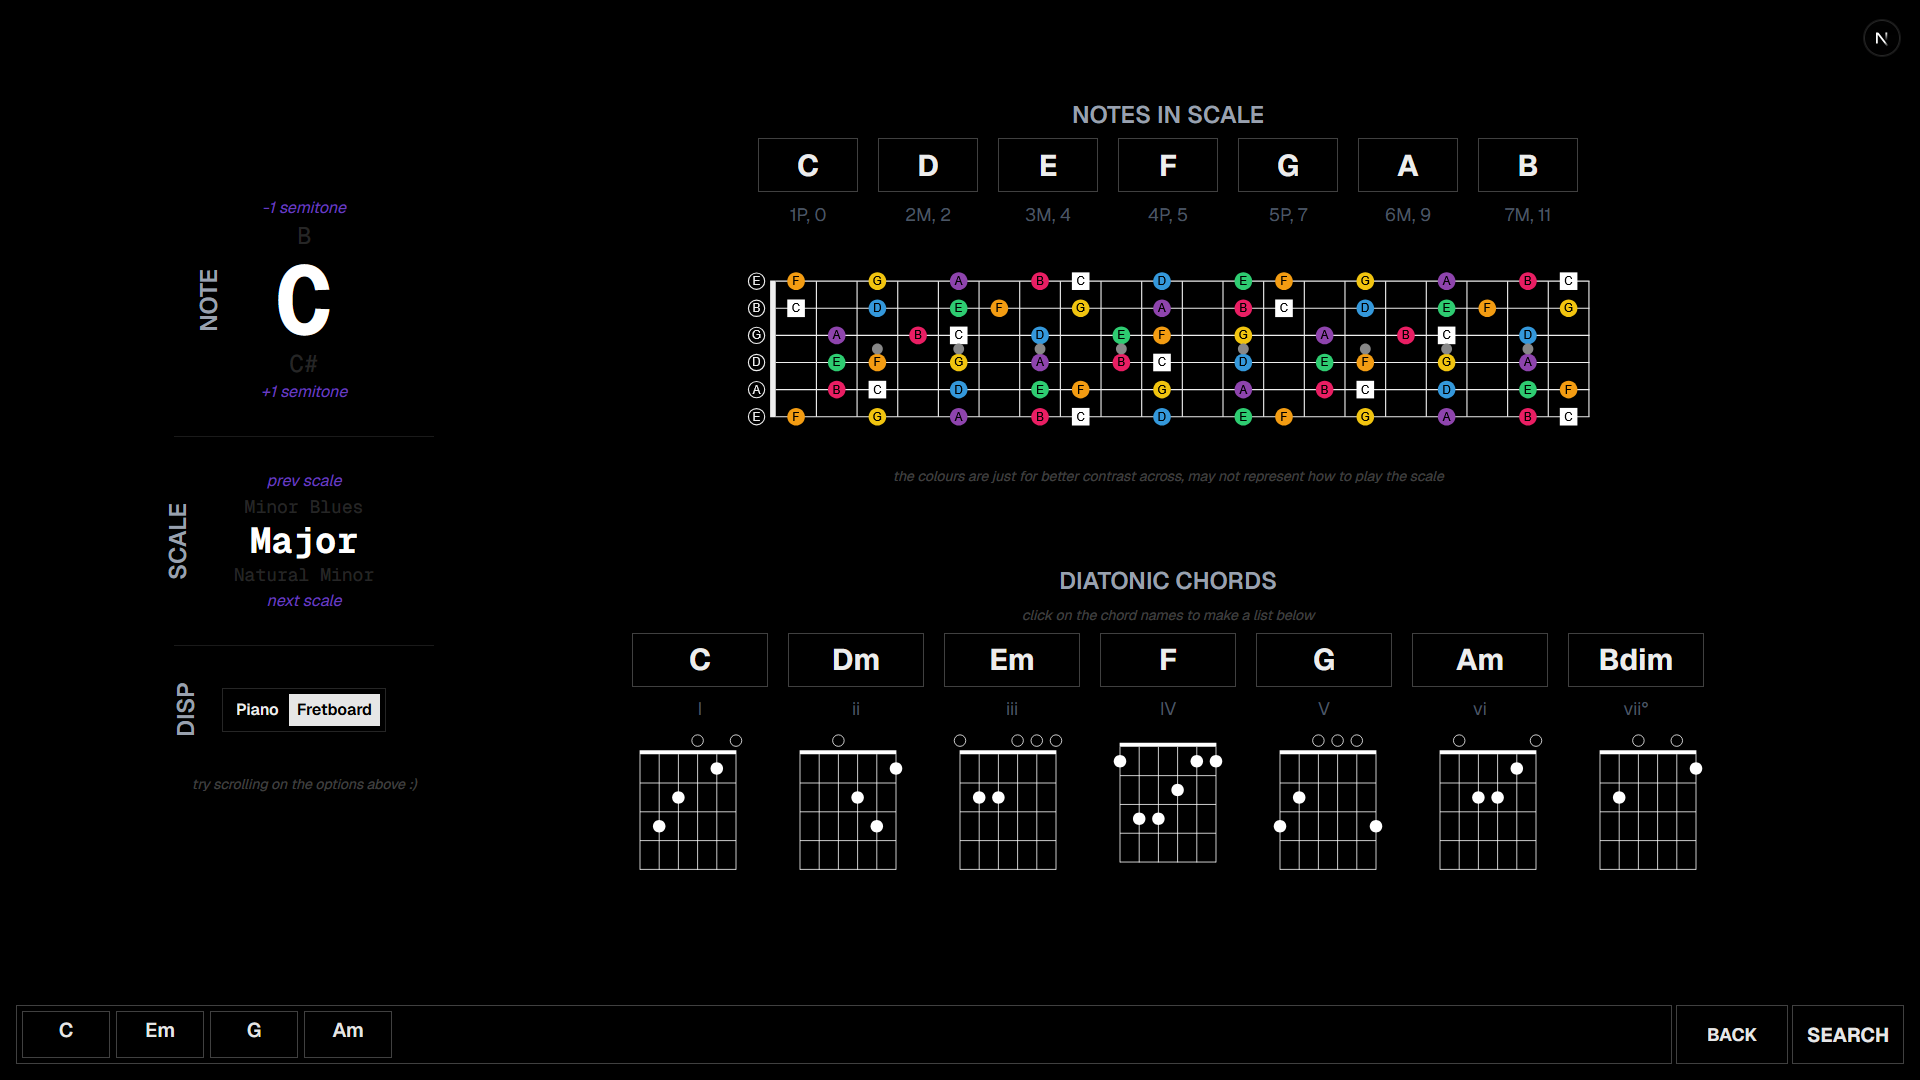 N
NOTES IN SCALE
C D E F G A B
1P, 0 2M, 2 3M, 4 4P, 5 5P, 7 6M, 9 7M, 11
NOTE
-1 semitone
B
C
C#
+1 semitone
E F G A B C D E F G A B C
B C D E F G A B C D E F G
G A B C D E F G A B C D
D E F G A B C D E F G A
A B C D E F G A B C D E F
E F G A B C D E F G A B C
the colours are just for better contrast across, may not represent how to play the scale
SCALE
prev scale
Minor Blues
Major
Natural Minor
next scale
DISP
Piano Fretboard
try scrolling on the options above :)
DIATONIC CHORDS
click on the chord names to make a list below
C Dm Em F G Am Bdim
I ii iii IV V vi vii°
C Em G Am BACK SEARCH